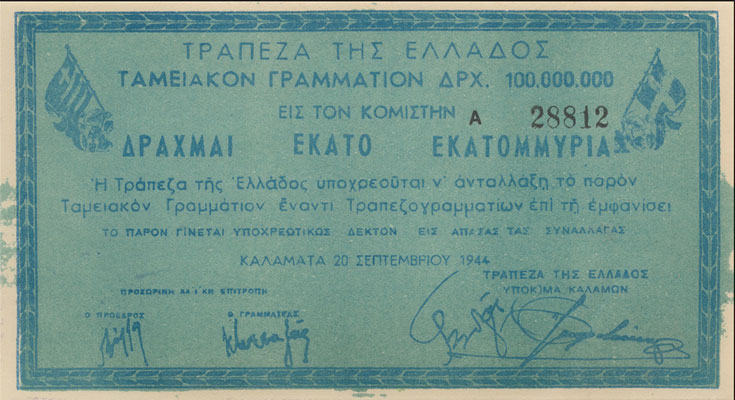 ΤΡΑΠΕΖΑ ΤΗΣ ΕΛΛΑΔΟΣ
ΤΑΜΕΙΑΚΟΝ ΓΡΑΜΜΑΤΙΟΝ ΔΡΧ. 100.000.000
ΕΙΣ ΤΟΝ ΚΟΜΙΣΤΗΝ Α 28812
ΔΡΑΧΜΑΙ ΕΚΑΤΟ ΕΚΑΤΟΜΜΥΡΙΑ
Ἡ Τράπεζα τῆς Ἑλλάδος ὑποχρεοῦται ν' ἀνταλλάξῃ τὸ παρὸν
Ταμειακὸν Γραμμάτιον ἔναντι Τραπεζογραμματίων ἐπὶ τῇ ἐμφανίσει
ΤΟ ΠΑΡΟΝ ΓΙΝΕΤΑΙ ΥΠΟΧΡΕΩΤΙΚΩΣ ΔΕΚΤΟΝ ΕΙΣ ΑΠΑΣΑΣ ΤΑΣ ΣΥΝΑΛΛΑΓΑΣ
ΚΑΛΑΜΑΤΑ 20 ΣΕΠΤΕΜΒΡΙΟΥ 1944
ΠΡΟΣΩΡΙΝΗ ΕΠΙΤΡΟΠΗ
Ο ΠΡΟΕΔΡΟΣ Ο ΓΡΑΜΜΑΤΕΥΣ
ΤΡΑΠΕΖΑ ΤΗΣ ΕΛΛΑΔΟΣ
ΥΠΟΚ)ΜΑ ΚΑΛΑΜΩΝ